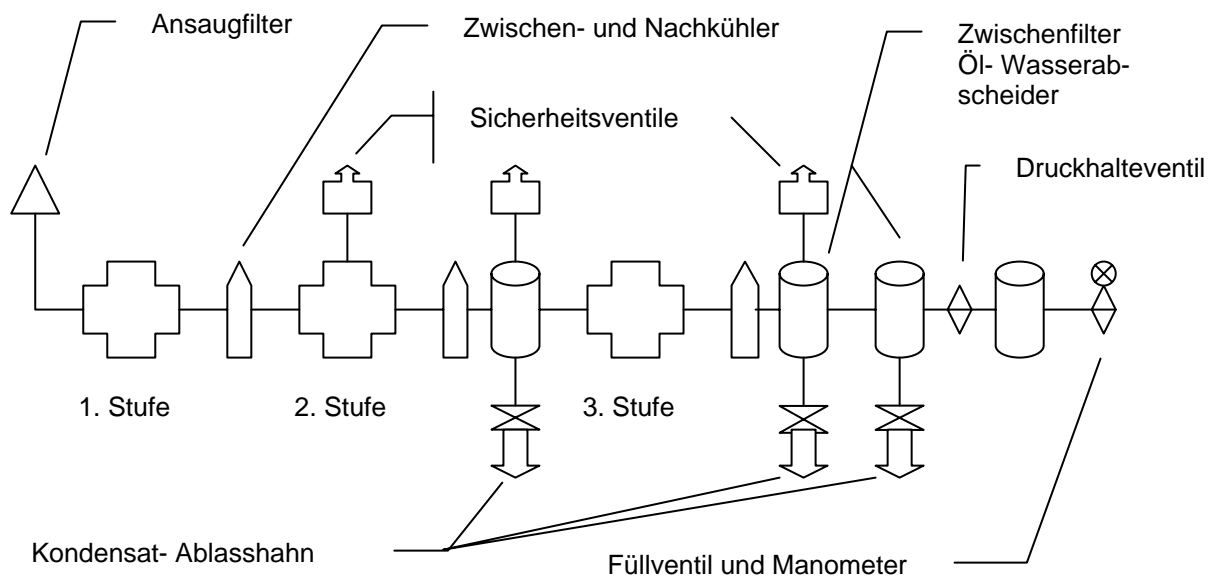 Ansaugfilter
Zwischen- und Nachkühler
Zwischenfilter
Öl- Wasserab-
scheider
Sicherheitsventile
Druckhalteventil
1. Stufe
2. Stufe
3. Stufe
Kondensat- Ablasshahn
Füllventil und Manometer